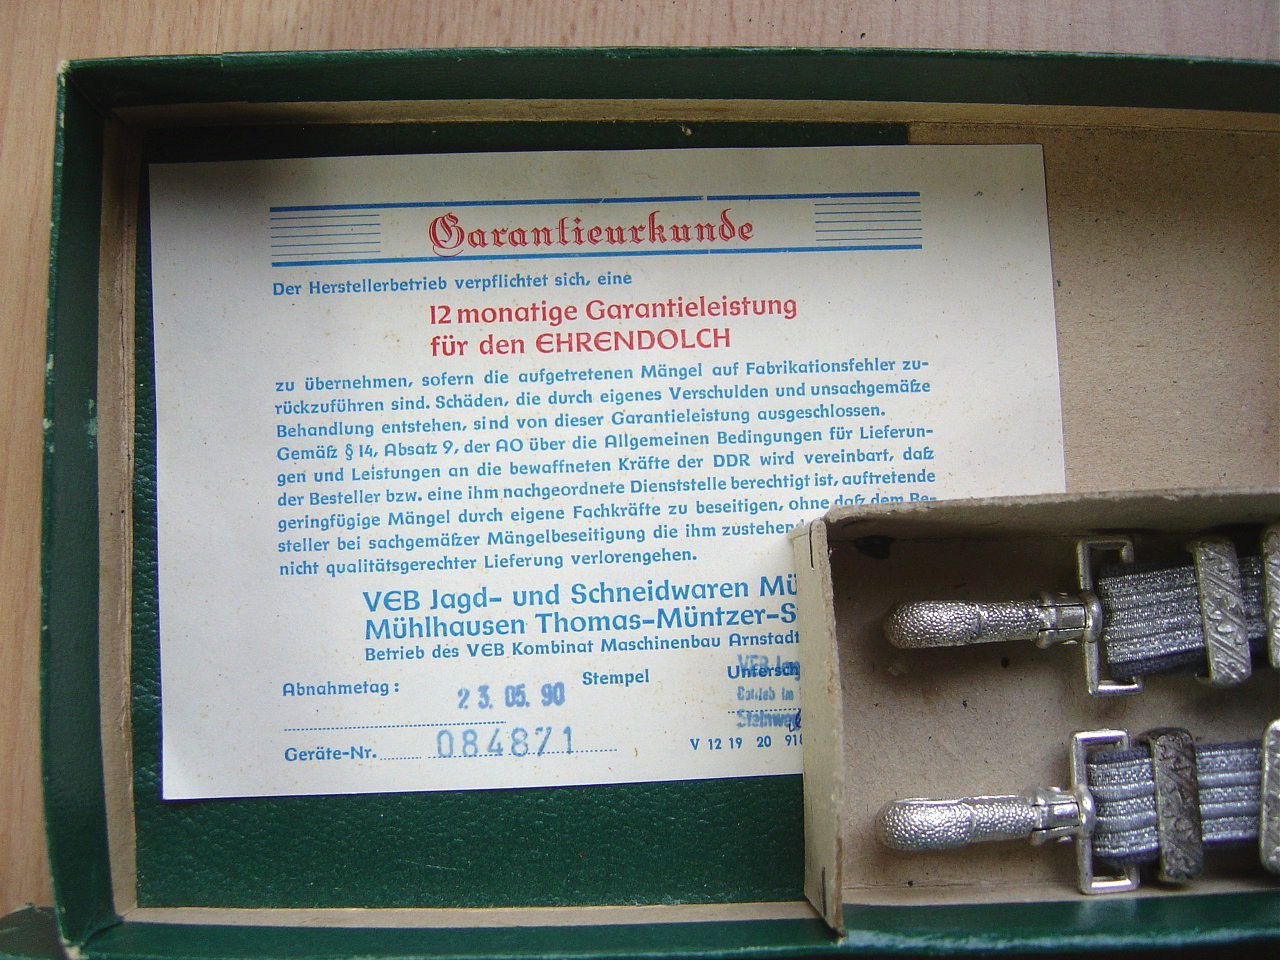 Garantieurkunde
Der Herstellerbetrieb verpflichtet sich, eine
12 monatige Garantieleistung
für den EHRENDOLCH
zu übernehmen, sofern die aufgetretenen Mängel auf Fabrikationsfehler zu-
rückzuführen sind. Schäden, die durch eigenes Verschulden und unsachgemäße
Behandlung entstehen, sind von dieser Garantieleistung ausgeschlossen.
Gemäß § 14, Absatz 9, der AO über die Allgemeinen Bedingungen für Lieferun-
gen und Leistungen an die bewaffneten Kräfte der DDR wird vereinbart, daß
der Besteller bzw. eine ihm nachgeordnete Dienststelle berechtigt ist, auftretende
geringfügige Mängel durch eigene Fachkräfte zu beseitigen, ohne daß dem Be-
steller bei sachgemäßer Mängelbeseitigung die ihm zustehend
nicht qualitätsgerechter Lieferung verlorengehen.
VEB Jagd- und Schneidwaren Mü
Mühlhausen Thomas-Müntzer-S
Betrieb des VEB Kombinat Maschinenbau Arnstadt
Abnahmetag: 23. 05. 90 Stempel Untersch
VEB Jag
Geräte-Nr. 084871 V 12 19 20 918